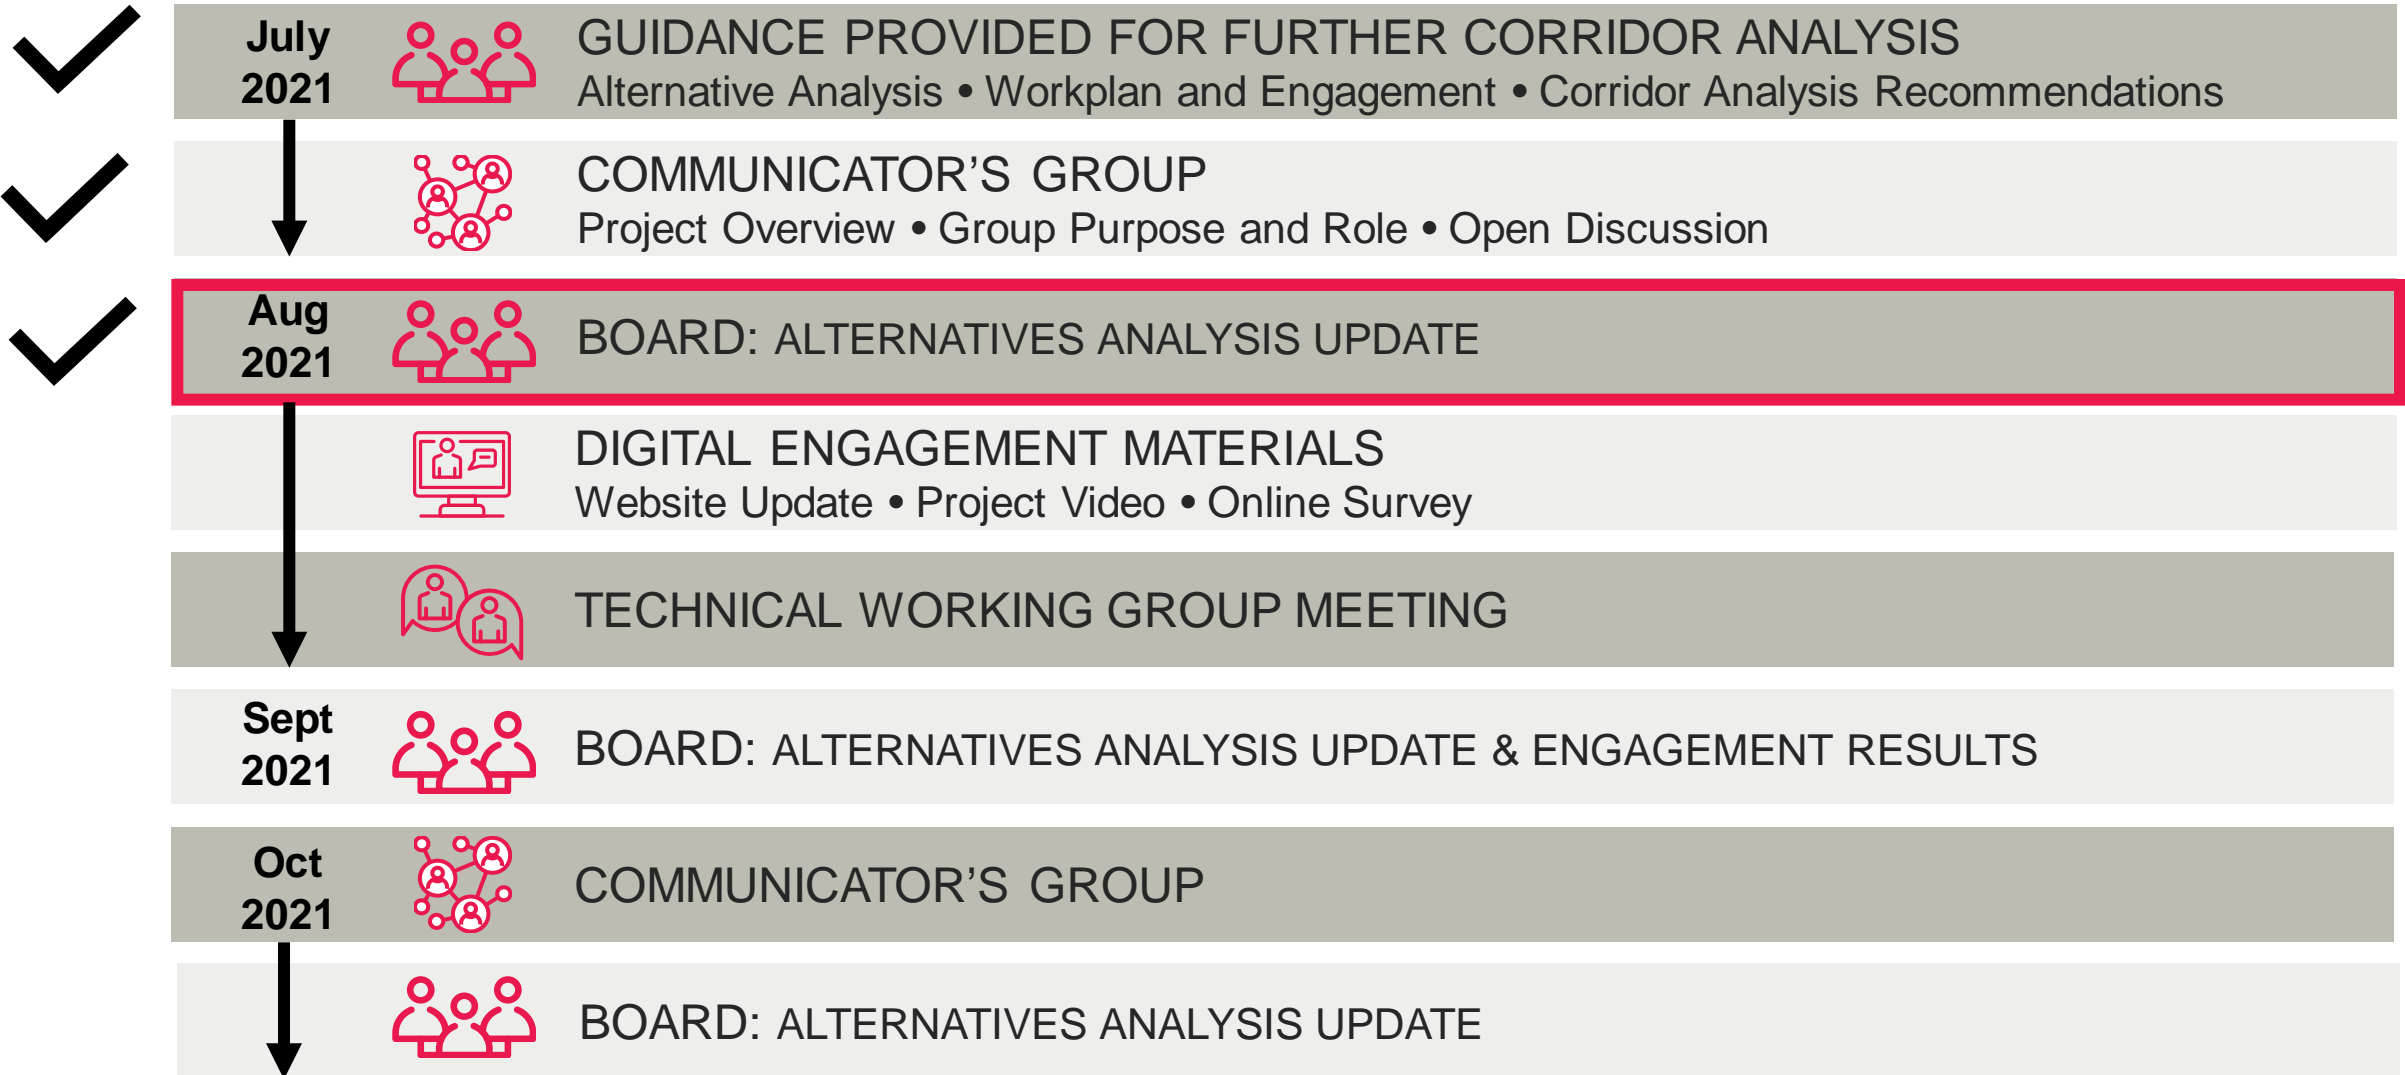 July
2021
GUIDANCE PROVIDED FOR FURTHER CORRIDOR ANALYSIS
Alternative Analysis • Workplan and Engagement • Corridor Analysis Recommendations
COMMUNICATOR’S GROUP
Project Overview • Group Purpose and Role • Open Discussion
Aug
2021
BOARD: ALTERNATIVES ANALYSIS UPDATE
DIGITAL ENGAGEMENT MATERIALS
Website Update • Project Video • Online Survey
TECHNICAL WORKING GROUP MEETING
Sept
2021
BOARD: ALTERNATIVES ANALYSIS UPDATE & ENGAGEMENT RESULTS
Oct
2021
COMMUNICATOR’S GROUP
BOARD: ALTERNATIVES ANALYSIS UPDATE